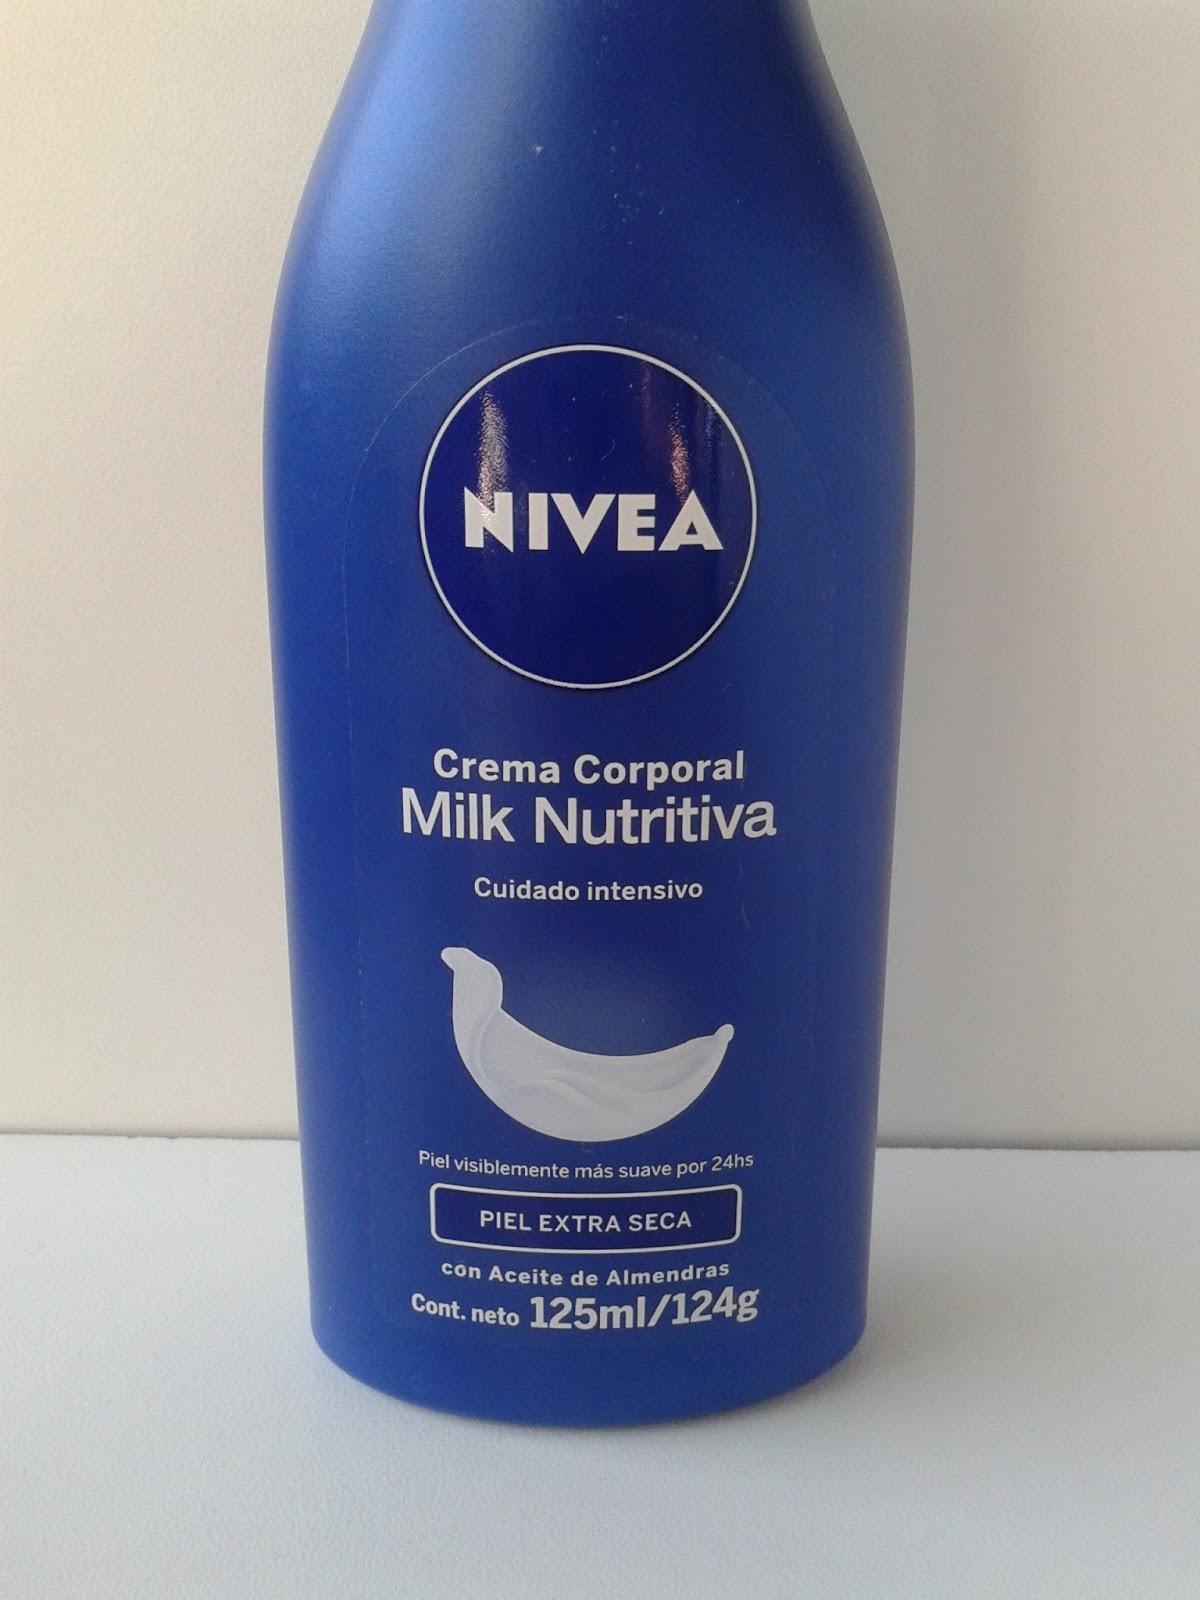 NIVEA
Crema Corporal
Milk Nutritiva
Cuidado intensivo
Piel visiblemente más suave por 24hs
PIEL EXTRA SECA
con Aceite de Almendras
Cont. neto 125ml/124g